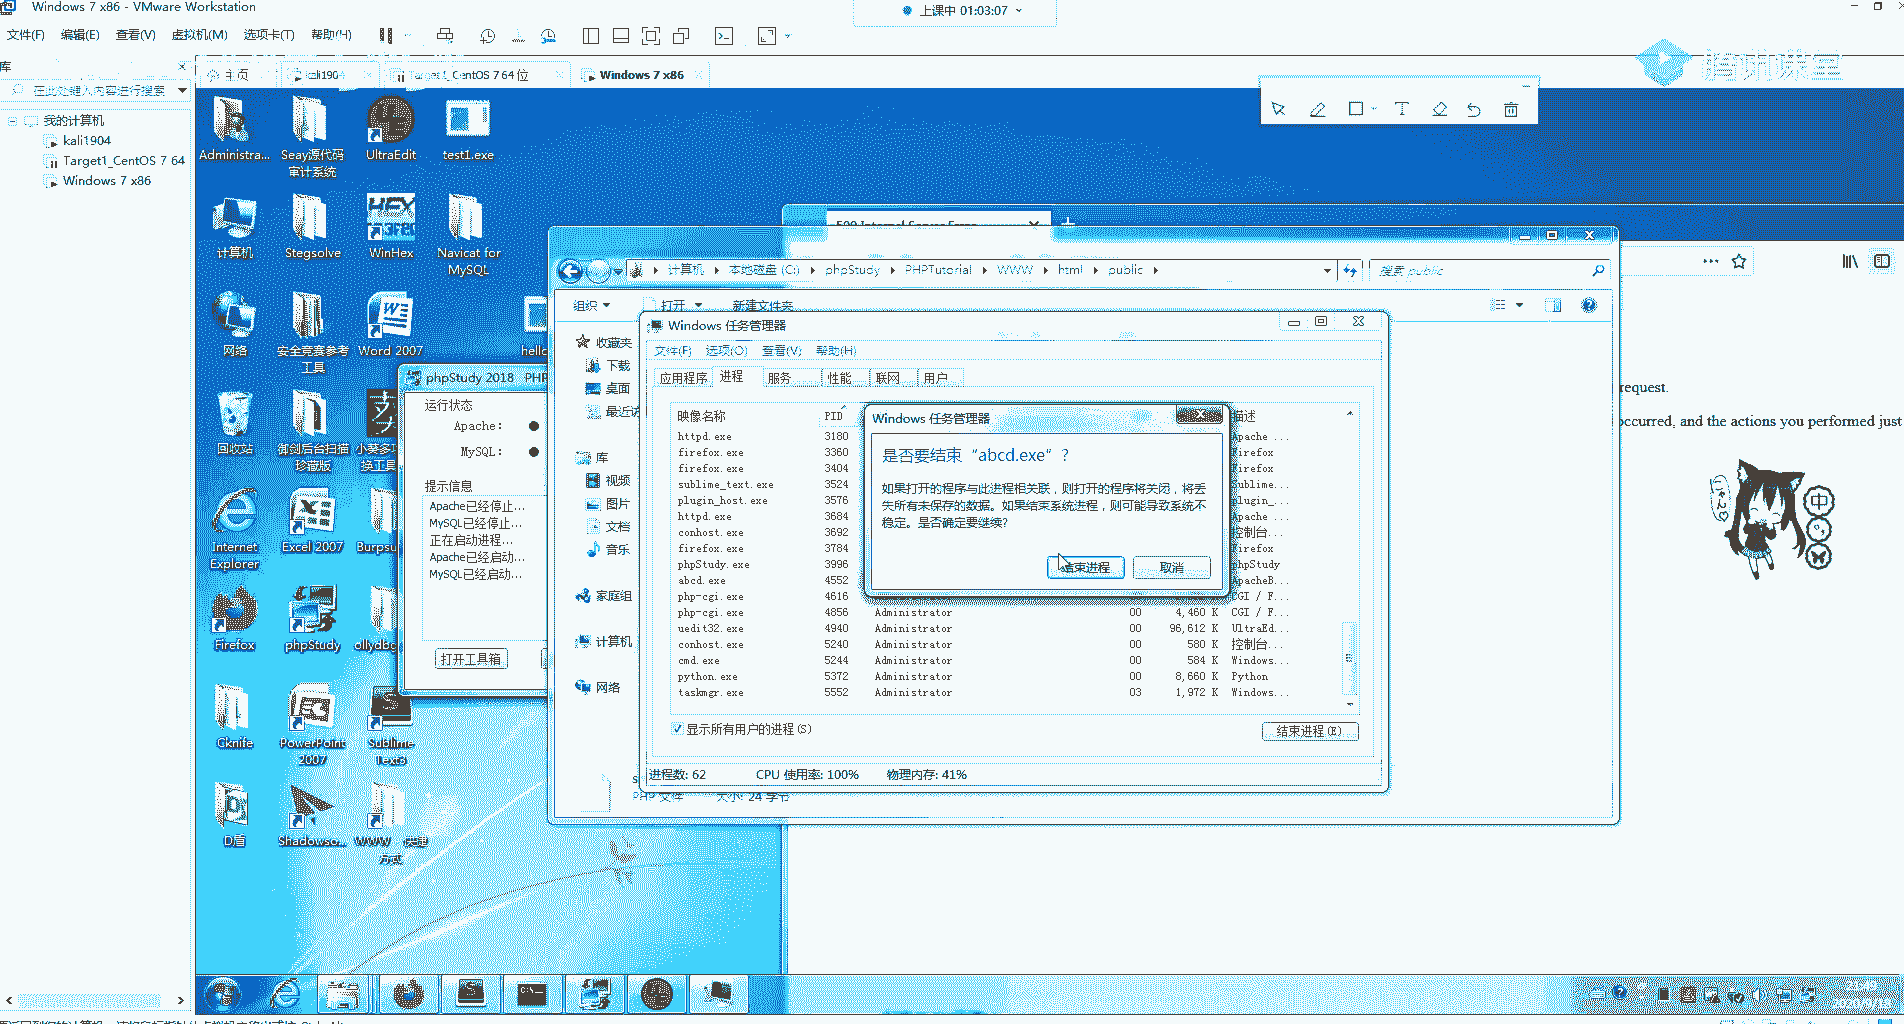 Windows 7 x86 - VMware Workstation
上课中 01:03:07
文件(F) 编辑(E) 查看(V) 虚拟机(M) 选项卡(T) 帮助(H)
库
主页
kali1904
Target1_CentOS 7 64 位
Windows 7 x86
腾讯课堂
在此处键入内容进行搜索
我的计算机
kali1904
Target1_CentOS 7 64
Windows 7 x86
Administra...
Seay源代码审计系统
UltraEdit
test1.exe
计算机
Stegsolve
WinHex
Navicat for MySQL
网络
安全竞赛参考工具
Word 2007
hello
回收站
御剑后台扫描珍藏版
Internet Explorer
Excel 2007
Burpsu
Firefox
phpStudy
ollydbg
Cknife
PowerPoint 2007
Sublime Text3
D盾
Shadowso...
WWW - 快捷方式
phpStudy 2018 PHP
运行状态
Apache:
MySQL:
提示信息
Apache已经停止...
MySQL已经停止...
正在启动进程...
Apache已经启动...
MySQL已经启动...
打开工具箱
500 Internal Server Error
计算机 本地磁盘 (C:) phpStudy PHPTutorial WWW html public
搜索 public
组织 打开 新建文件夹
收藏夹
下载
桌面
最近访
库
视频
图片
文档
音乐
家庭组
计算机
网络
PHP 文件 大小: 24 字节
Windows 任务管理器
文件(F) 选项(O) 查看(V) 帮助(H)
应用程序 进程 服务 性能 联网 用户
映像名称 PID 描述
httpd.exe 3180 Apache ...
firefox.exe 3360 Firefox
firefox.exe 3404 Firefox
sublime_text.exe 3524 Sublime...
plugin_host.exe 3576 plugin_...
httpd.exe 3684 Apache ...
conhost.exe 3692 控制台...
firefox.exe 3784 Firefox
phpStudy.exe 3996 phpStudy
abcd.exe 4552 ApacheB...
php-cgi.exe 4616 CGI / F...
php-cgi.exe 4856 Administrator 00 4,460 K CGI / F...
uedit32.exe 4940 Administrator 00 96,612 K UltraEd...
conhost.exe 5240 Administrator 00 580 K 控制台...
cmd.exe 5244 Administrator 00 584 K Windows...
python.exe 5372 Administrator 00 8,660 K Python
taskmgr.exe 5552 Administrator 03 1,972 K Windows...
显示所有用户的进程(S)
结束进程(E)
进程数: 62 CPU 使用率: 100% 物理内存: 41%
Windows 任务管理器
是否要结束“abcd.exe”？
如果打开的程序与此进程相关联，则打开的程序将关闭，将丢
失所有未保存的数据。如果结束系统进程，则可能导致系统不
稳定。是否确定要继续?
结束进程 取消
request.
occurred, and the actions you performed just
中